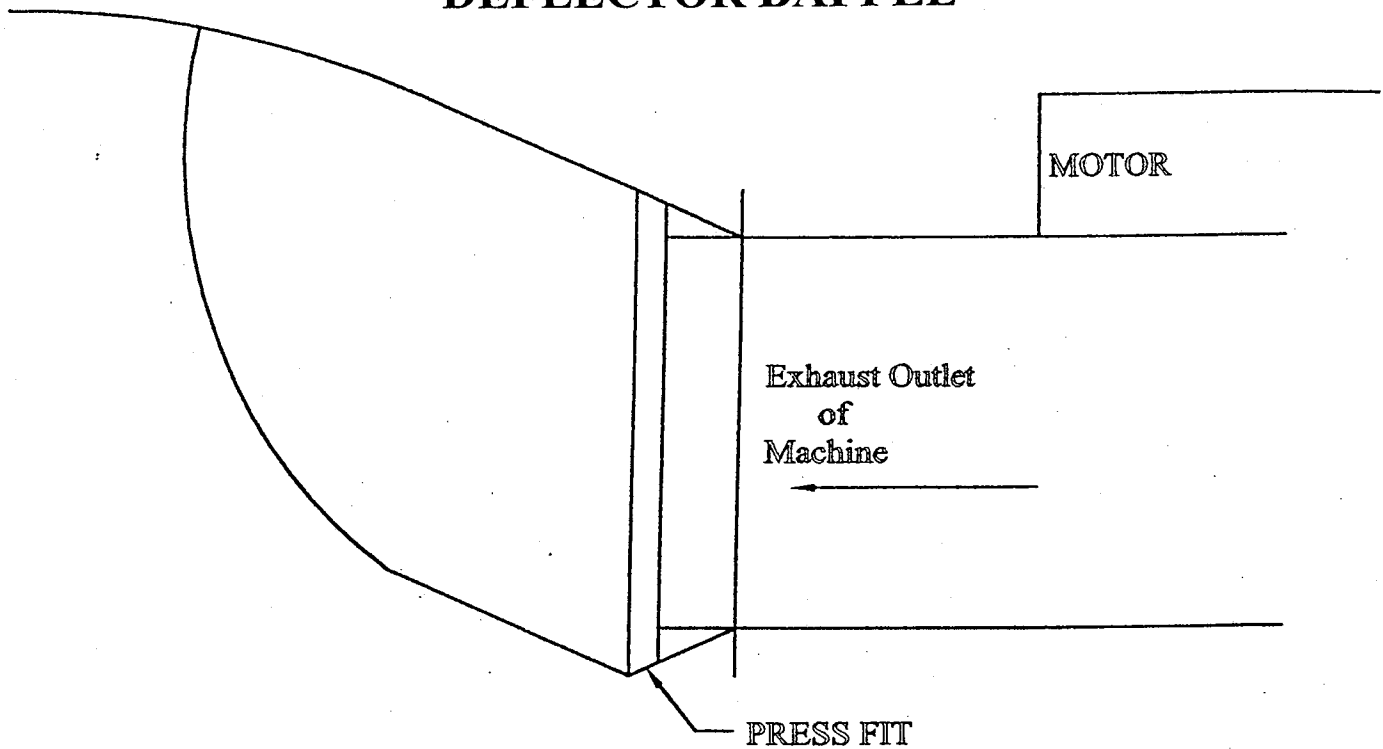 DEFLECTOR BAFFLE
MOTOR
Exhaust Outlet
of
Machine
PRESS FIT